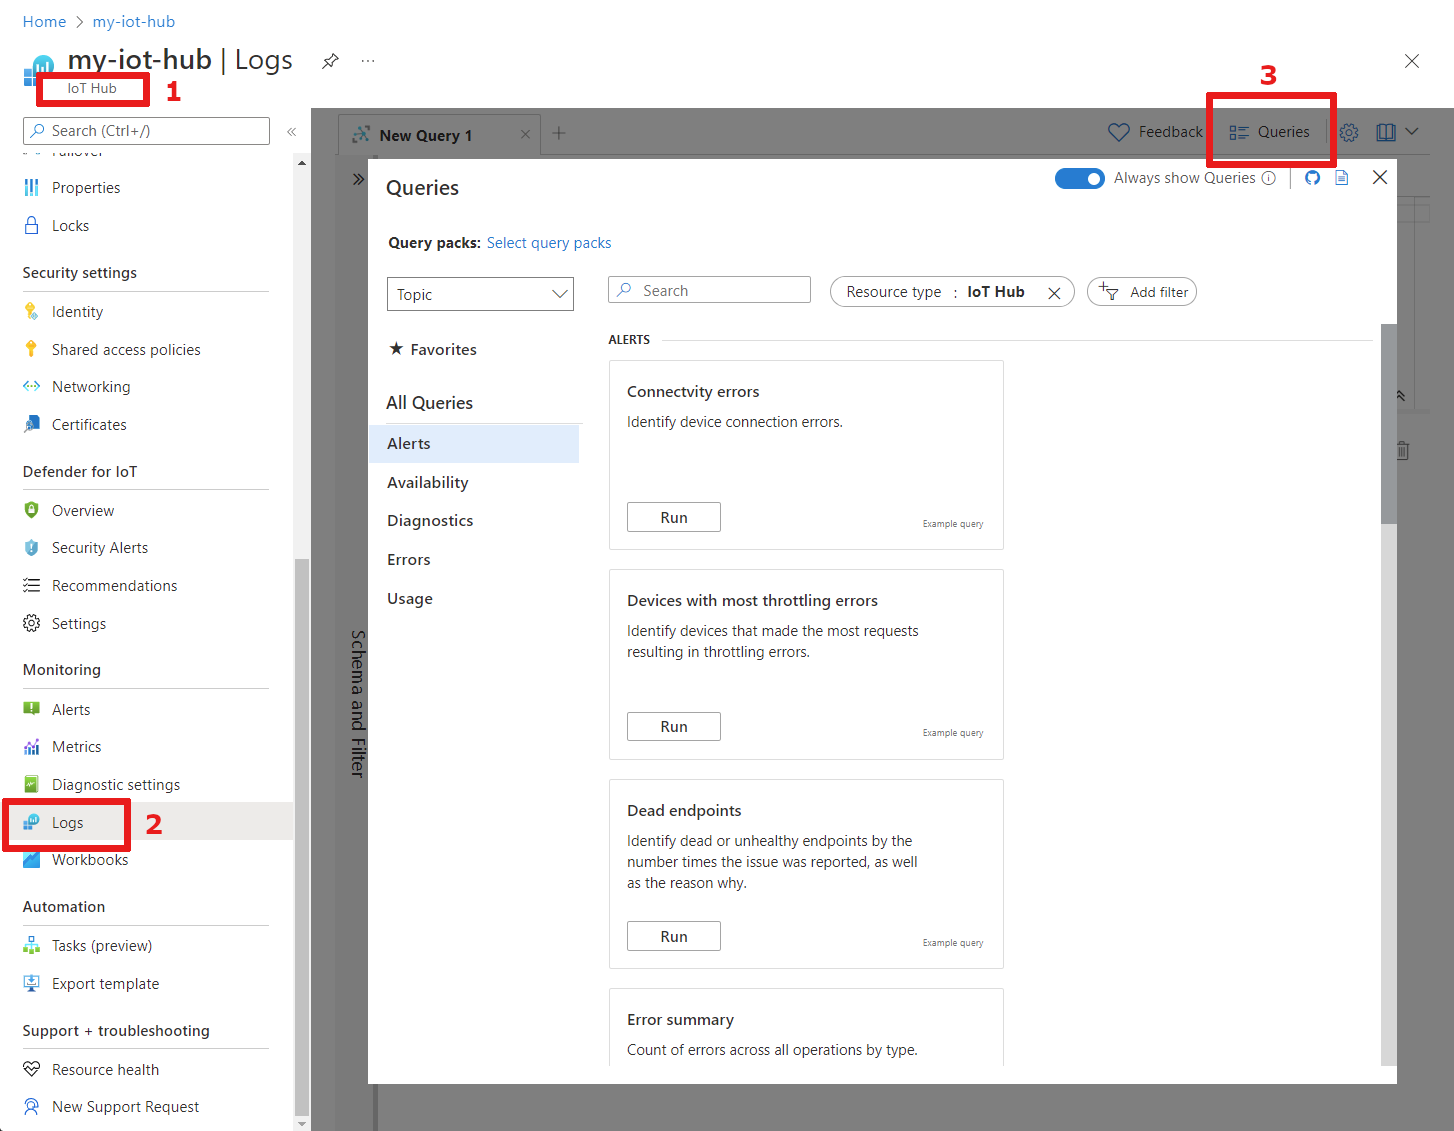 Home > my-iot-hub
my-iot-hub | Logs
IoT Hub
1
Search (Ctrl+/)
Failover
Properties
Locks
Security settings
Identity
Shared access policies
Networking
Certificates
Defender for IoT
Overview
Security Alerts
Recommendations
Settings
Monitoring
Alerts
Metrics
Diagnostic settings
Logs
2
Workbooks
Automation
Tasks (preview)
Export template
Support + troubleshooting
Resource health
New Support Request
New Query 1
3
Feedback
Queries
Schema and Filter
Queries
Always show Queries
Query packs: Select query packs
Topic
Search
Resource type : IoT Hub
Add filter
Favorites
All Queries
Alerts
Availability
Diagnostics
Errors
Usage
ALERTS
Connectvity errors
Identify device connection errors.
Run
Example query
Devices with most throttling errors
Identify devices that made the most requests
resulting in throttling errors.
Run
Example query
Dead endpoints
Identify dead or unhealthy endpoints by the
number times the issue was reported, as well
as the reason why.
Run
Example query
Error summary
Count of errors across all operations by type.